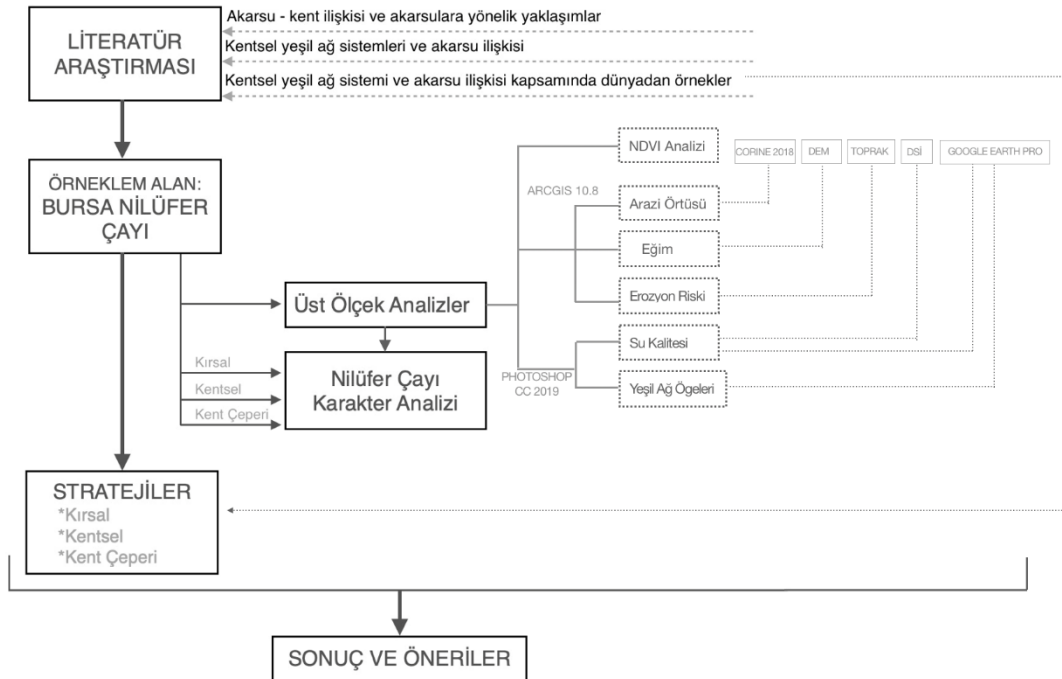 LİTERATÜR
ARAŞTIRMASI
Akarsu - kent ilişkisi ve akarsulara yönelik yaklaşımlar
Kentsel yeşil ağ sistemleri ve akarsu ilişkisi
Kentsel yeşil ağ sistemi ve akarsu ilişkisi kapsamında dünyadan örnekler
ÖRNEKLEM ALAN:
BURSA NİLÜFER
ÇAYI
Üst Ölçek Analizler
Kırsal
Kentsel
Kent Çeperi
Nilüfer Çayı
Karakter Analizi
ARCGIS 10.8
PHOTOSHOP
CC 2019
NDVI Analizi
Arazi Örtüsü
Eğim
Erozyon Riski
Su Kalitesi
Yeşil Ağ Ögeleri
CORINE 2018
DEM
TOPRAK
DSİ
GOOGLE EARTH PRO
STRATEJİLER
*Kırsal
*Kentsel
*Kent Çeperi
SONUÇ VE ÖNERİLER